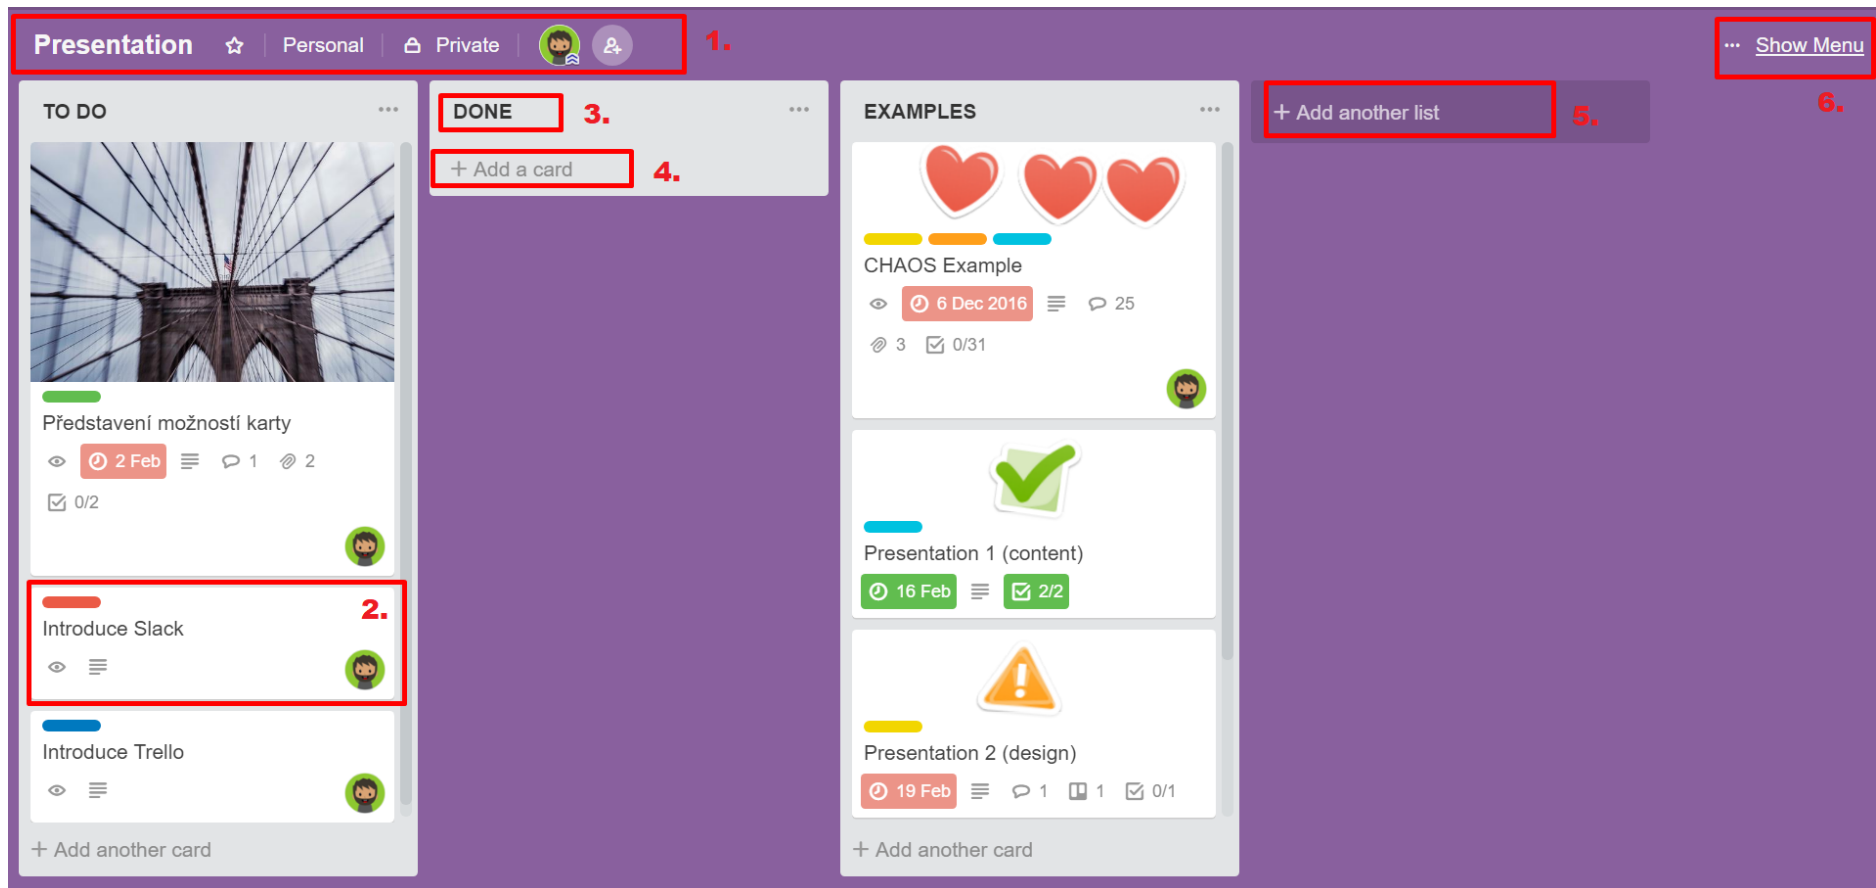 Presentation Personal Private 1. ... Show Menu
6.
TO DO ...
Představení možností karty
2 Feb 1 2
0/2
2.
Introduce Slack
Introduce Trello
+ Add another card
DONE 3. ...
+ Add a card 4.
EXAMPLES ...
CHAOS Example
6 Dec 2016 25
3 0/31
Presentation 1 (content)
16 Feb 2/2
Presentation 2 (design)
19 Feb 1 1 0/1
+ Add another card
+ Add another list 5.